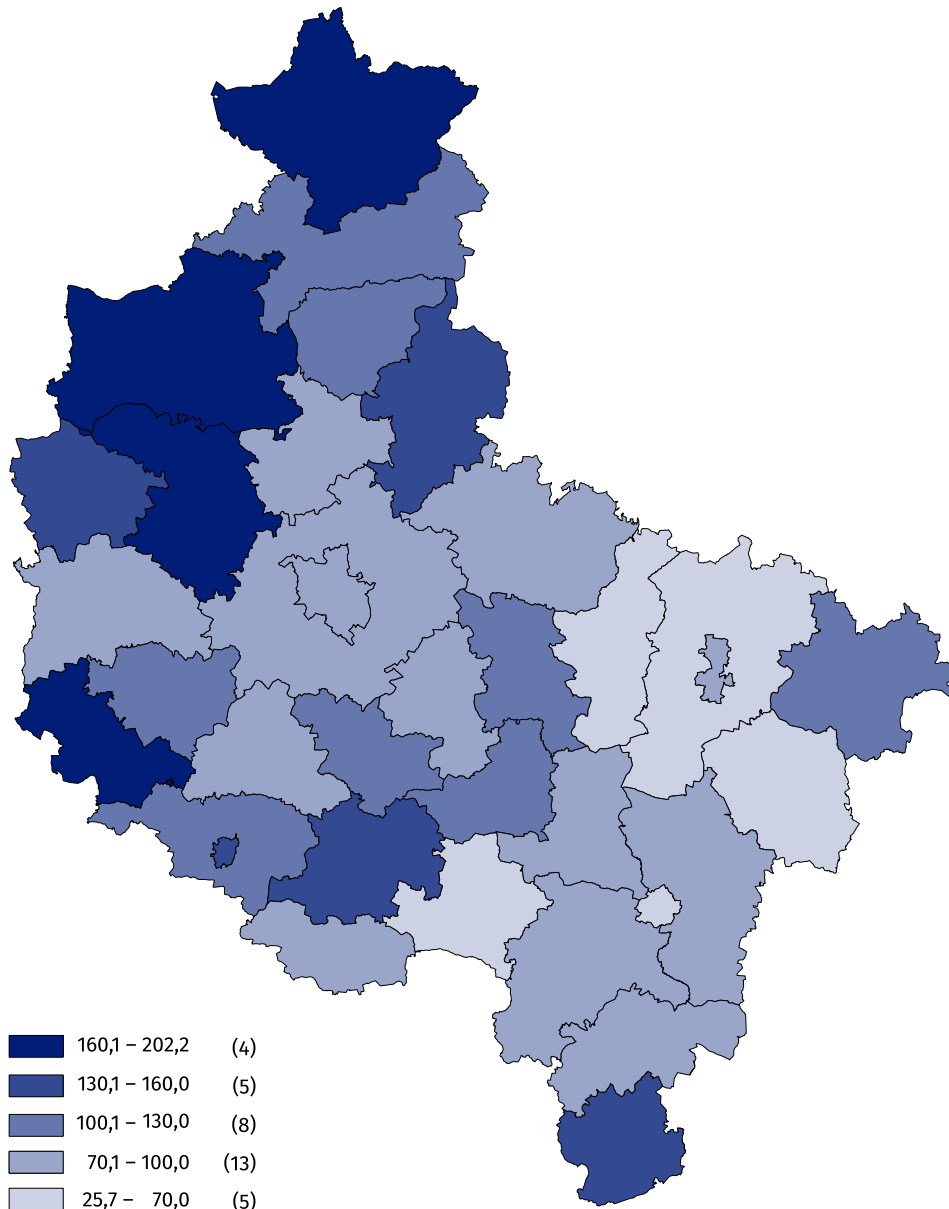 160,1 – 202,2 (4)
130,1 – 160,0 (5)
100,1 – 130,0 (8)
70,1 – 100,0 (13)
25,7 – 70,0 (5)